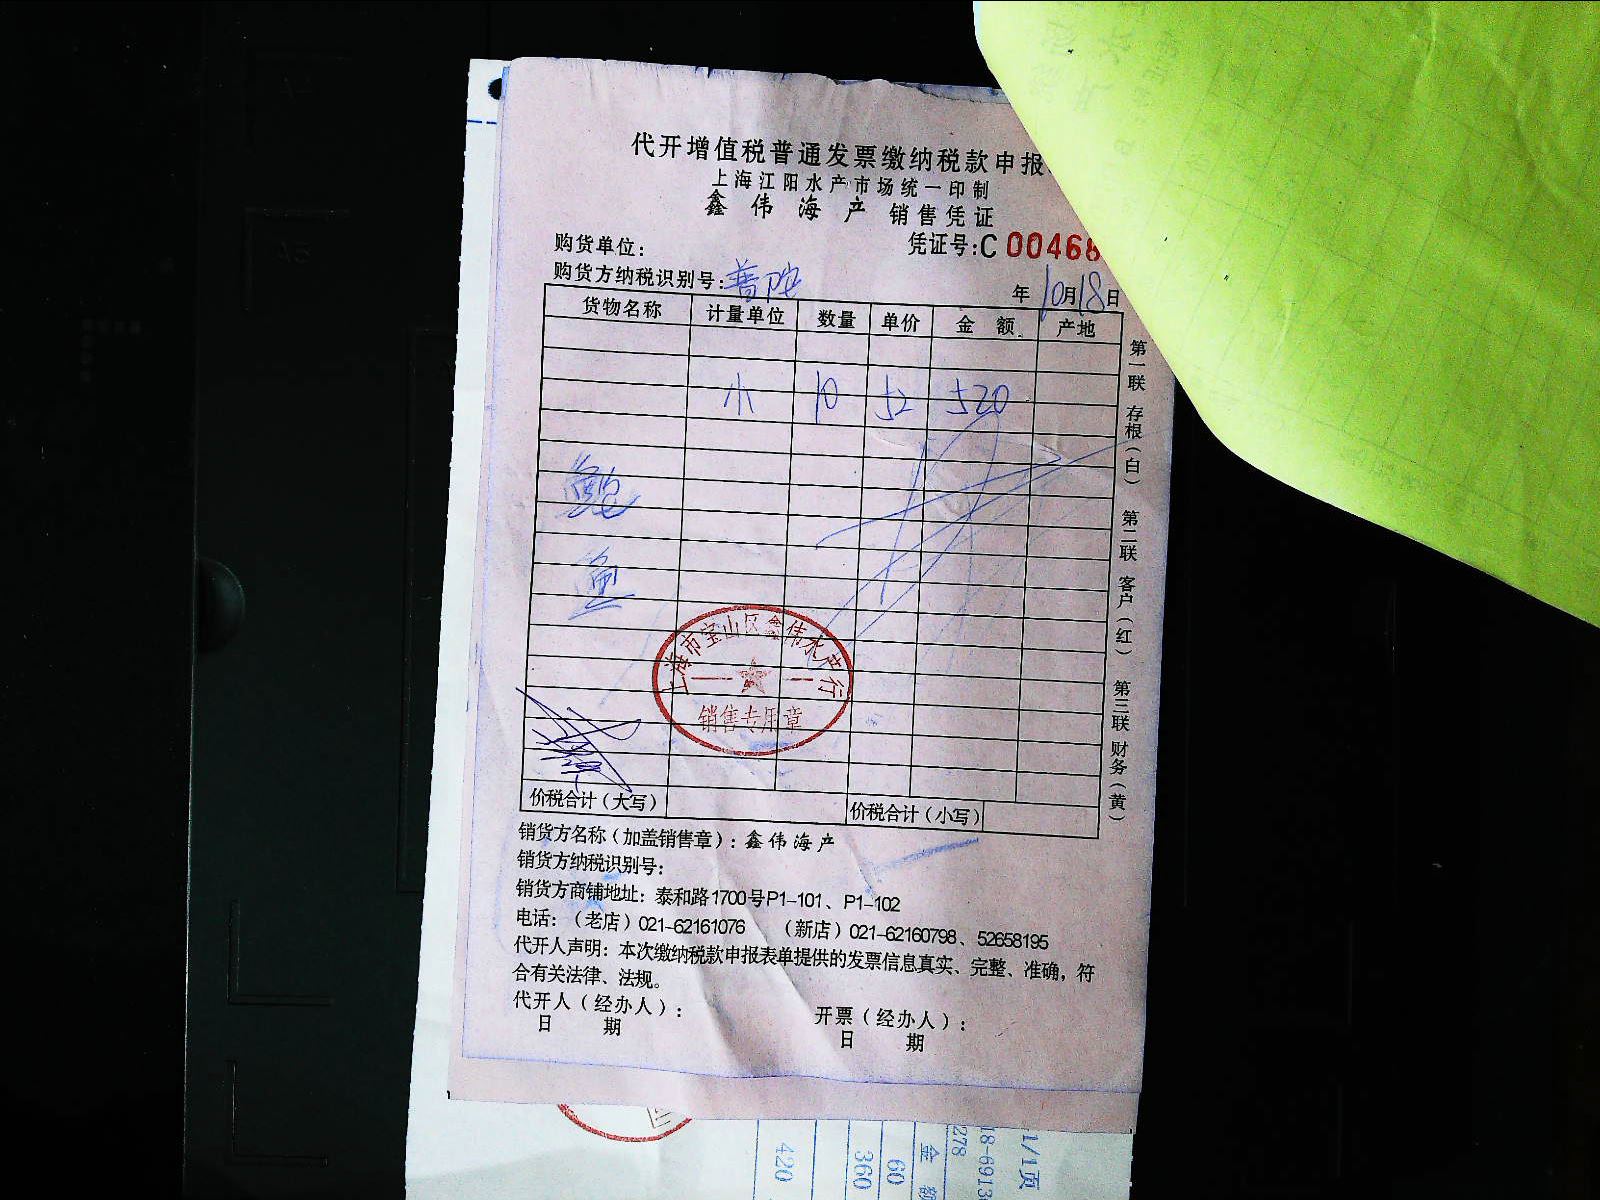 代开增值税普通发票缴纳税款申报
上海江阳水产市场统一印制
鑫伟海产 销售凭证
购货单位:
凭证号:C 00468
购货方纳税识别号:普陀
年10月18日
货物名称 计量单位 数量 单价 金额 产地
小 10 52 520
鲍
鱼
上海市宝山区鑫伟水产行
销售专用章
价税合计(大写) 价税合计(小写)
第一联 存根(白) 第二联 客户(红) 第三联 财务(黄)
销货方名称(加盖销售章):鑫伟海产
销货方纳税识别号:
销货方商铺地址:泰和路1700号P1-101、P1-102
电话:(老店)021-62161076 (新店)021-62160798、52658195
代开人声明:本次缴纳税款申报表单提供的发票信息真实、完整、准确,符
合有关法律、法规。
代开人(经办人): 开票(经办人):
日 期 日 期
1/1页
18-6913
278
金
60
360
420